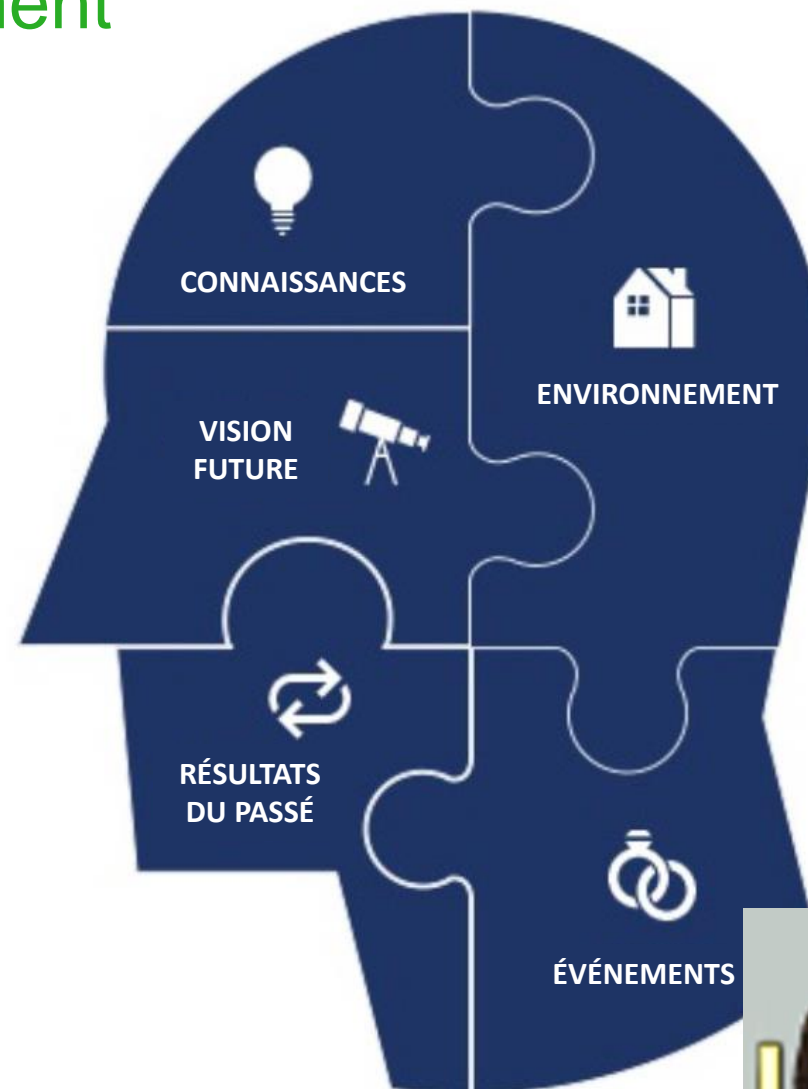 CONNAISSANCES
ENVIRONNEMENT
VISION
FUTURE
RÉSULTATS
DU PASSÉ
ÉVÉNEMENTS